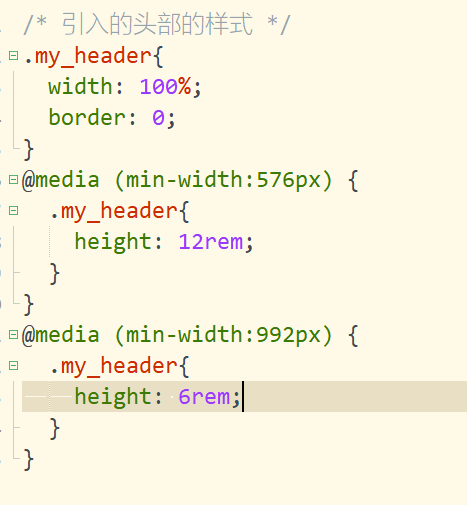 /* 引入的头部的样式 */
.my_header{
width: 100%;
border: 0;
}
@media (min-width:576px) {
.my_header{
height: 12rem;
}
}
@media (min-width:992px) {
.my_header{
height: 6rem;
}
}